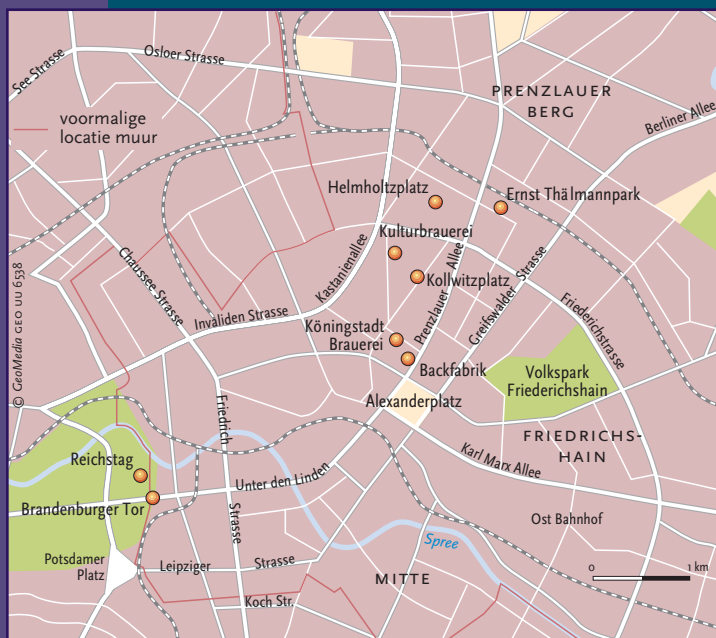 See Strasse
Osloer Strasse
PRENZLAUER
BERG
Berliner Allee
voormalige
locatie muur
Helmholtzplatz
Ernst Thälmannpark
Kulturbrauerei
Kollwitzplatz
Chaussee Strasse
Kastanienallee
Invaliden Strasse
Prenzlauer Allee
Greifswalder Strasse
Friederichstrasse
Köningstadt
Brauerei
Backfabrik
Volkspark
Friederichshain
Alexanderplatz
© GeoMedia GEO UU 6538
Friedrich Strasse
FRIEDRICHS-
HAIN
Karl Marx Allee
Reichstag
Unter den Linden
Brandenburger Tor
Ost Bahnhof
Spree
Potsdamer
Platz
Leipziger Strasse
MITTE
0 1 km
Koch Str.